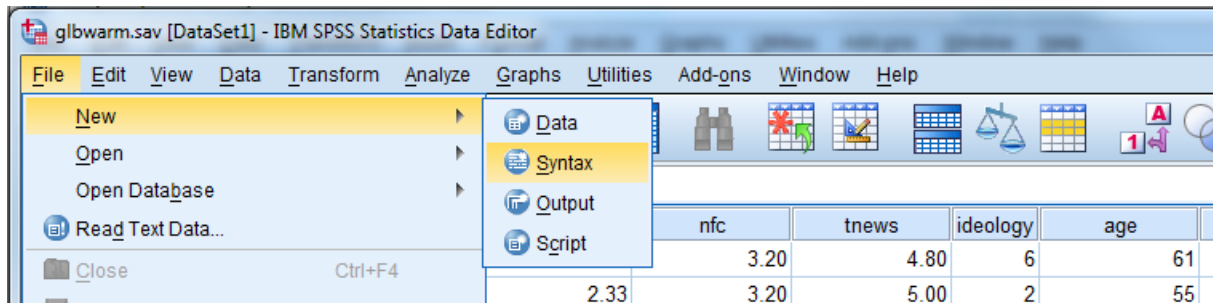 glbwarm.sav [DataSet1] - IBM SPSS Statistics Data Editor
File Edit View Data Transform Analyze Graphs Utilities Add-ons Window Help
New
Open
Open Database
Read Text Data...
Close Ctrl+F4
Data
Syntax
Output
Script
A
1
nfc tnews ideology age
3.20 4.80 6 61
2.33 3.20 5.00 2 55